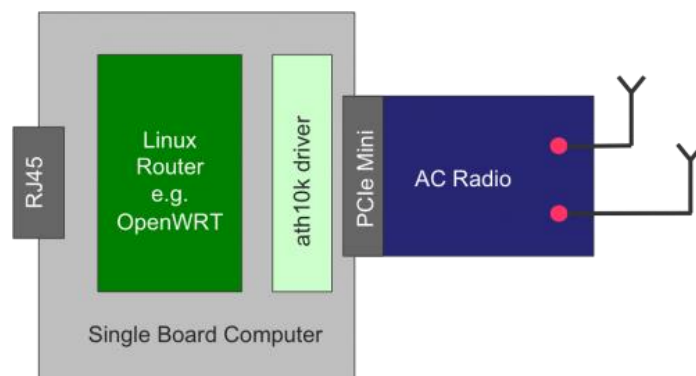 RJ45
Linux
Router
e.g.
OpenWRT
ath10k driver
PCIe Mini
AC Radio
Single Board Computer